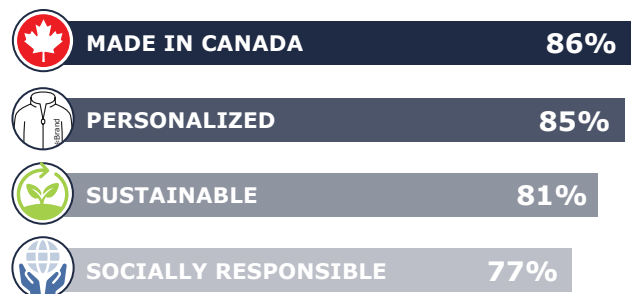 MADE IN CANADA 86%
PERSONALIZED 85%
SUSTAINABLE 81%
SOCIALLY RESPONSIBLE 77%